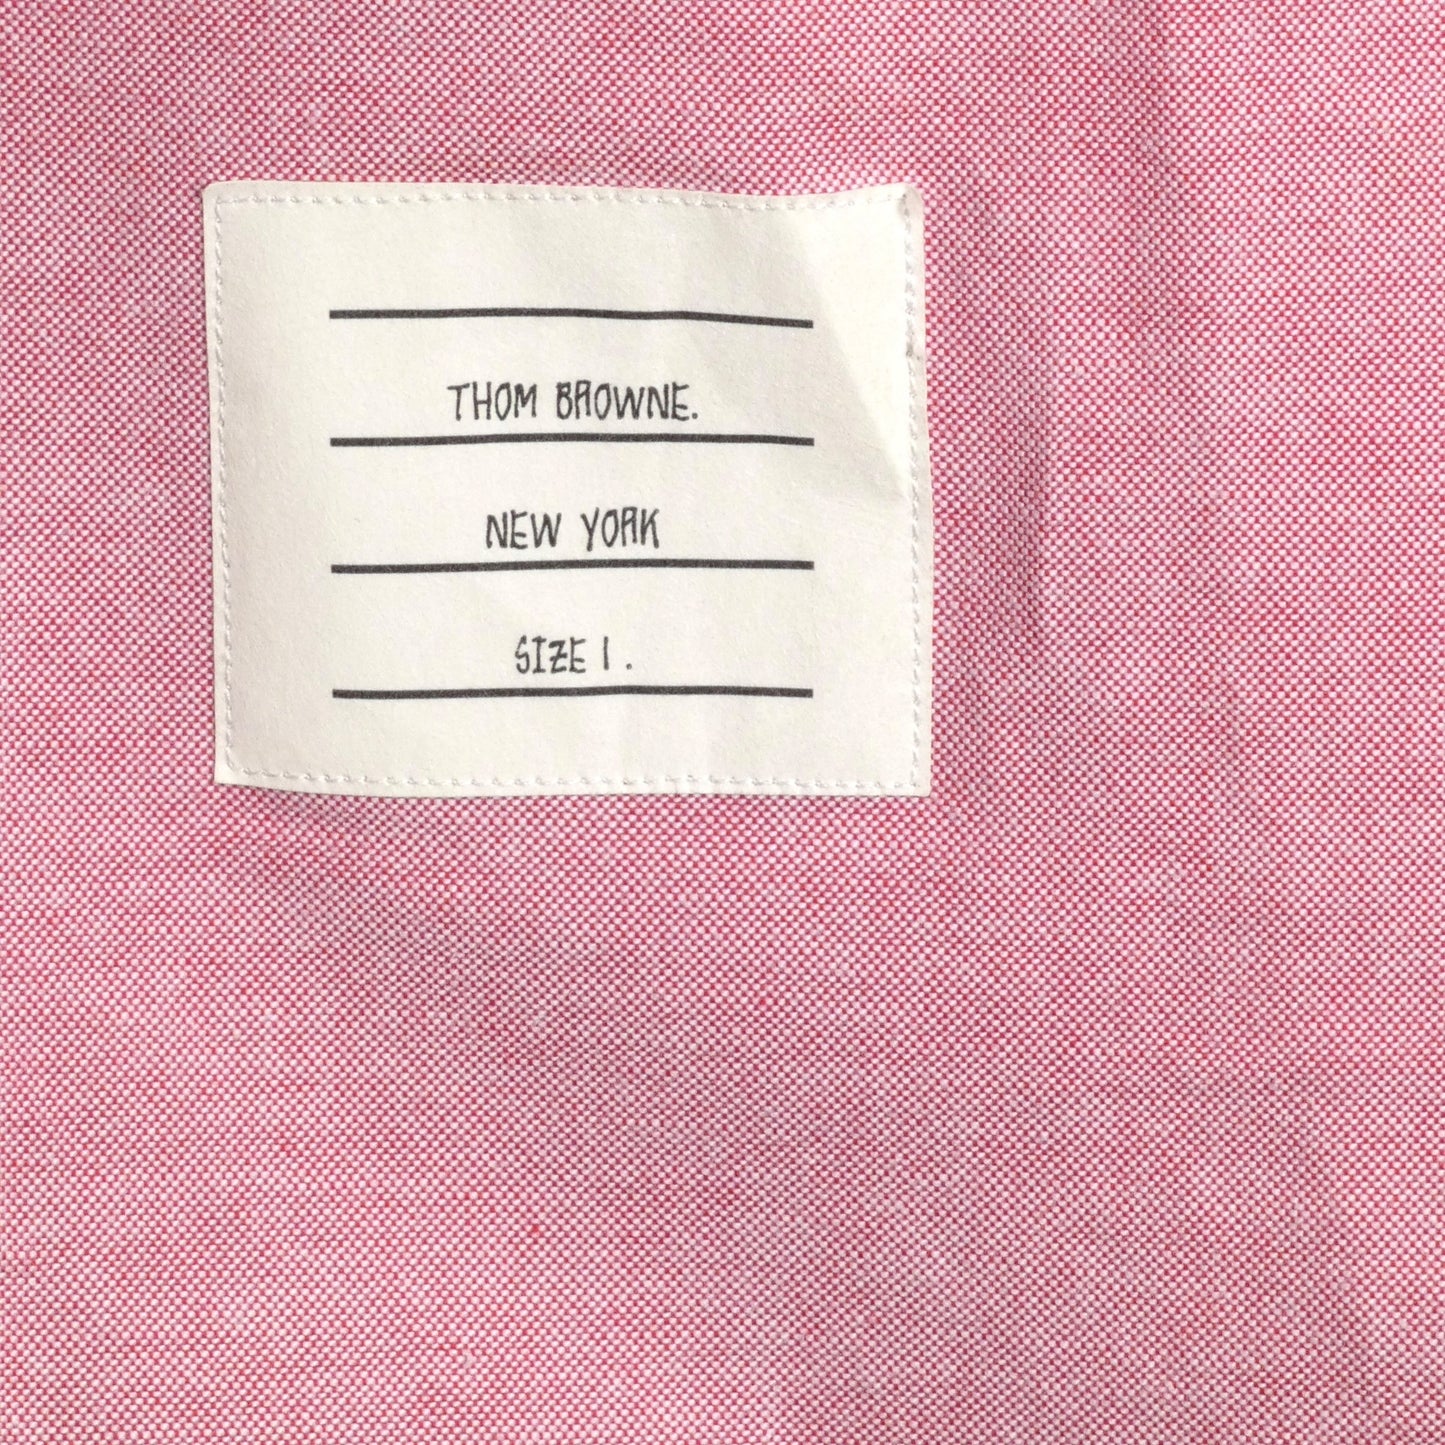 THOM BROWNE.
NEW YORK
SIZE 1.